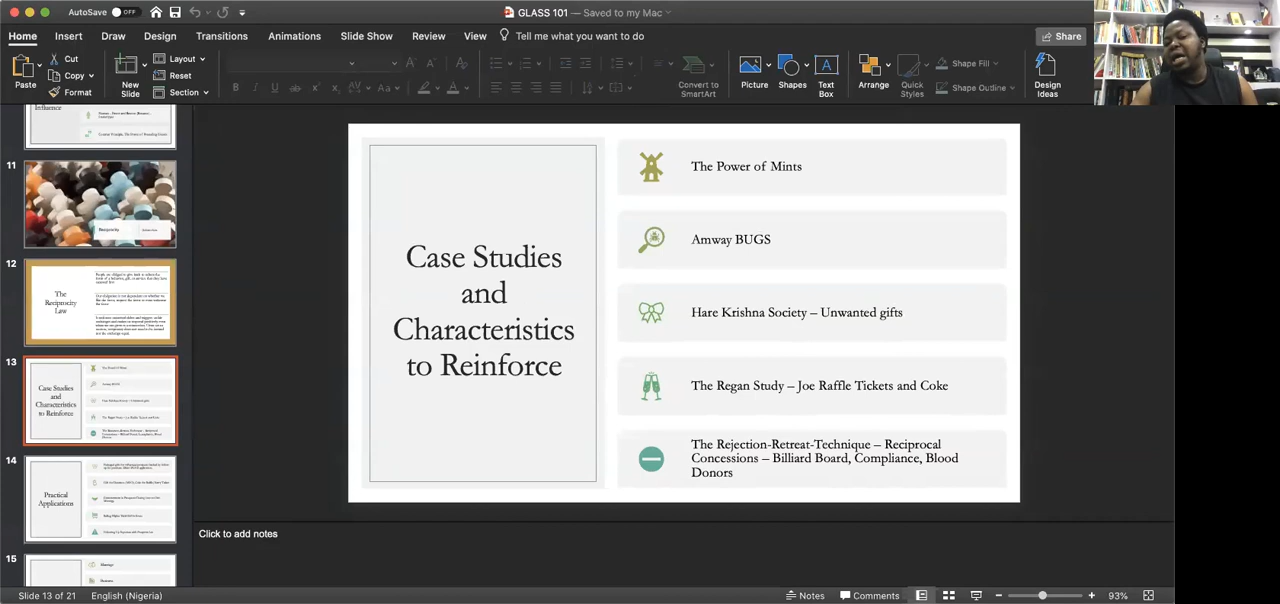 AutoSave OFF
GLASS 101 — Saved to my Mac
Home Insert Draw Design Transitions Animations Slide Show Review View Tell me what you want to do
Share
Paste
Cut
Copy
Format
New Slide
Layout
Reset
Section
Convert to SmartArt
Picture
Shapes
Text Box
Arrange
Quick Styles
Shape Fill
Shape Outline
Design Ideas
Influence
11
Reciprocity
12
The
Reciprocity
Law
13
Case Studies
and
Characteristics
to Reinforce
14
Practical
Applications
15
Case Studies
and
Characteristics
to Reinforce
The Power of Mints
Amway BUGS
Hare Krishna Society – Unwanted gifts
The Regan Study – Joe Raffle Tickets and Coke
The Rejection-Retreat-Technique – Reciprocal
Concessions – Billiard Board, Compliance, Blood
Donors
Click to add notes
Slide 13 of 21 English (Nigeria)
Notes Comments 93%